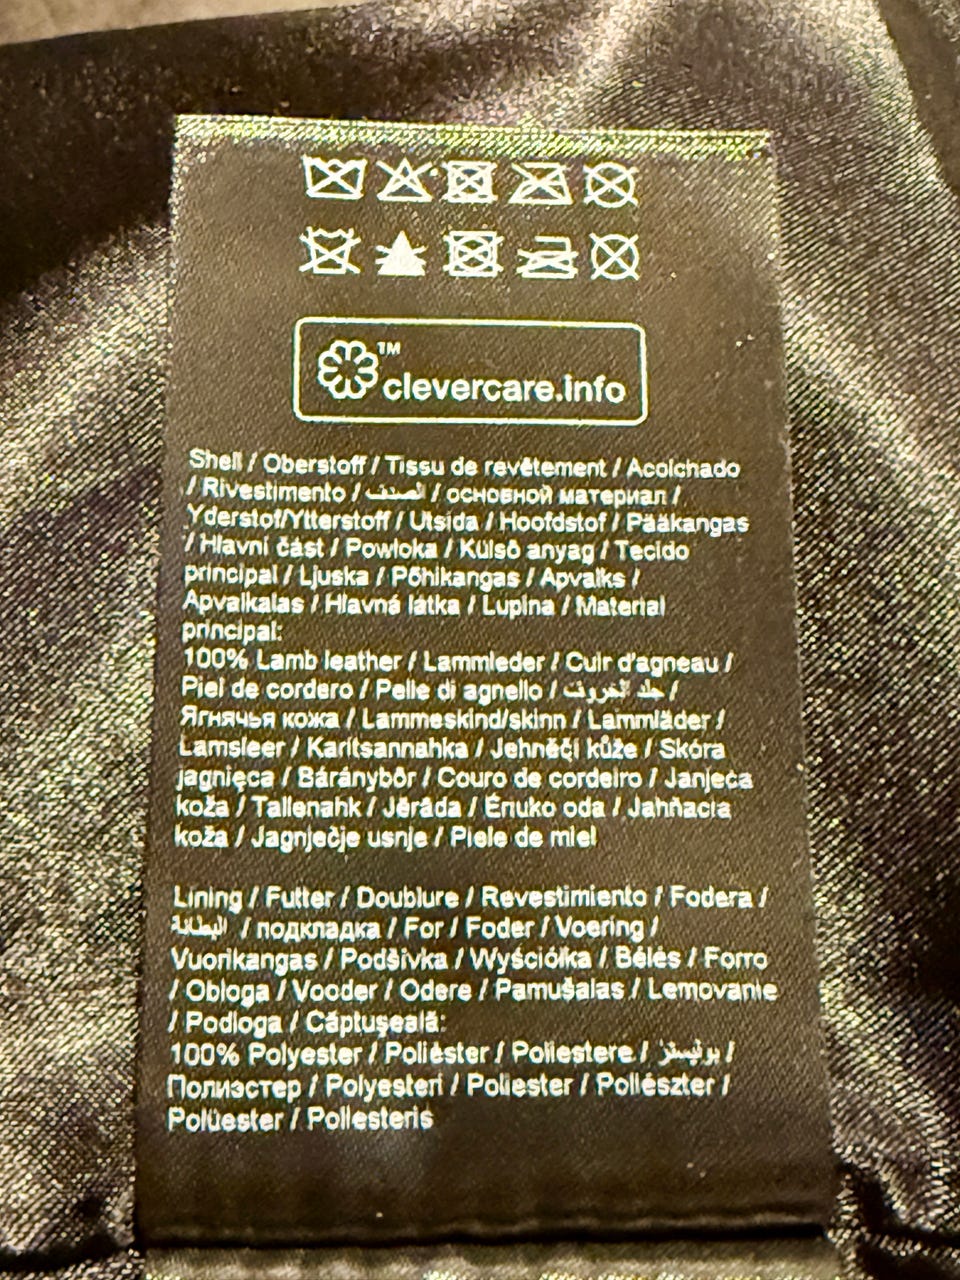 TM
clevercare.info
Shell / Oberstoff / Tissu de revêtement / Acolchado
/ Rivestimento / الصدف / основной материал /
Yderstof/Ytterstoff / Utsida / Hoofdstof / Pääkangas
/ Hlavní část / Powłoka / Külsõ anyag / Tecido
principal / Ljuska / Põhikangas / Apvalks /
Apvalkalas / Hlavná látka / Lupina / Material
principal:
100% Lamb leather / Lammleder / Cuir d'agneau /
Piel de cordero / Pelle di agnello / جلد الخروف /
Ягнячья кожа / Lammeskind/skinn / Lammläder /
Lamsleer / Karitsannahka / Jehněčí kůže / Skóra
jagnięca / Báránybõr / Couro de cordeiro / Janjeća
koža / Tallenahk / Jērāda / Ėriuko oda / Jahňacia
koža / Jagnječje usnje / Piele de miel
Lining / Futter / Doublure / Revestimiento / Fodera /
البطانة / подкладка / For / Foder / Voering /
Vuorikangas / Podšívka / Wyściółka / Bélés / Forro
/ Obloga / Vooder / Odere / Pamušalas / Lemovanie
/ Podloga / Căptuşeală:
100% Polyester / Poliéster / Poliestere / بوليستر /
Полиэстер / Polyesteri / Poliester / Poliészter /
Polüester / Poliesteris